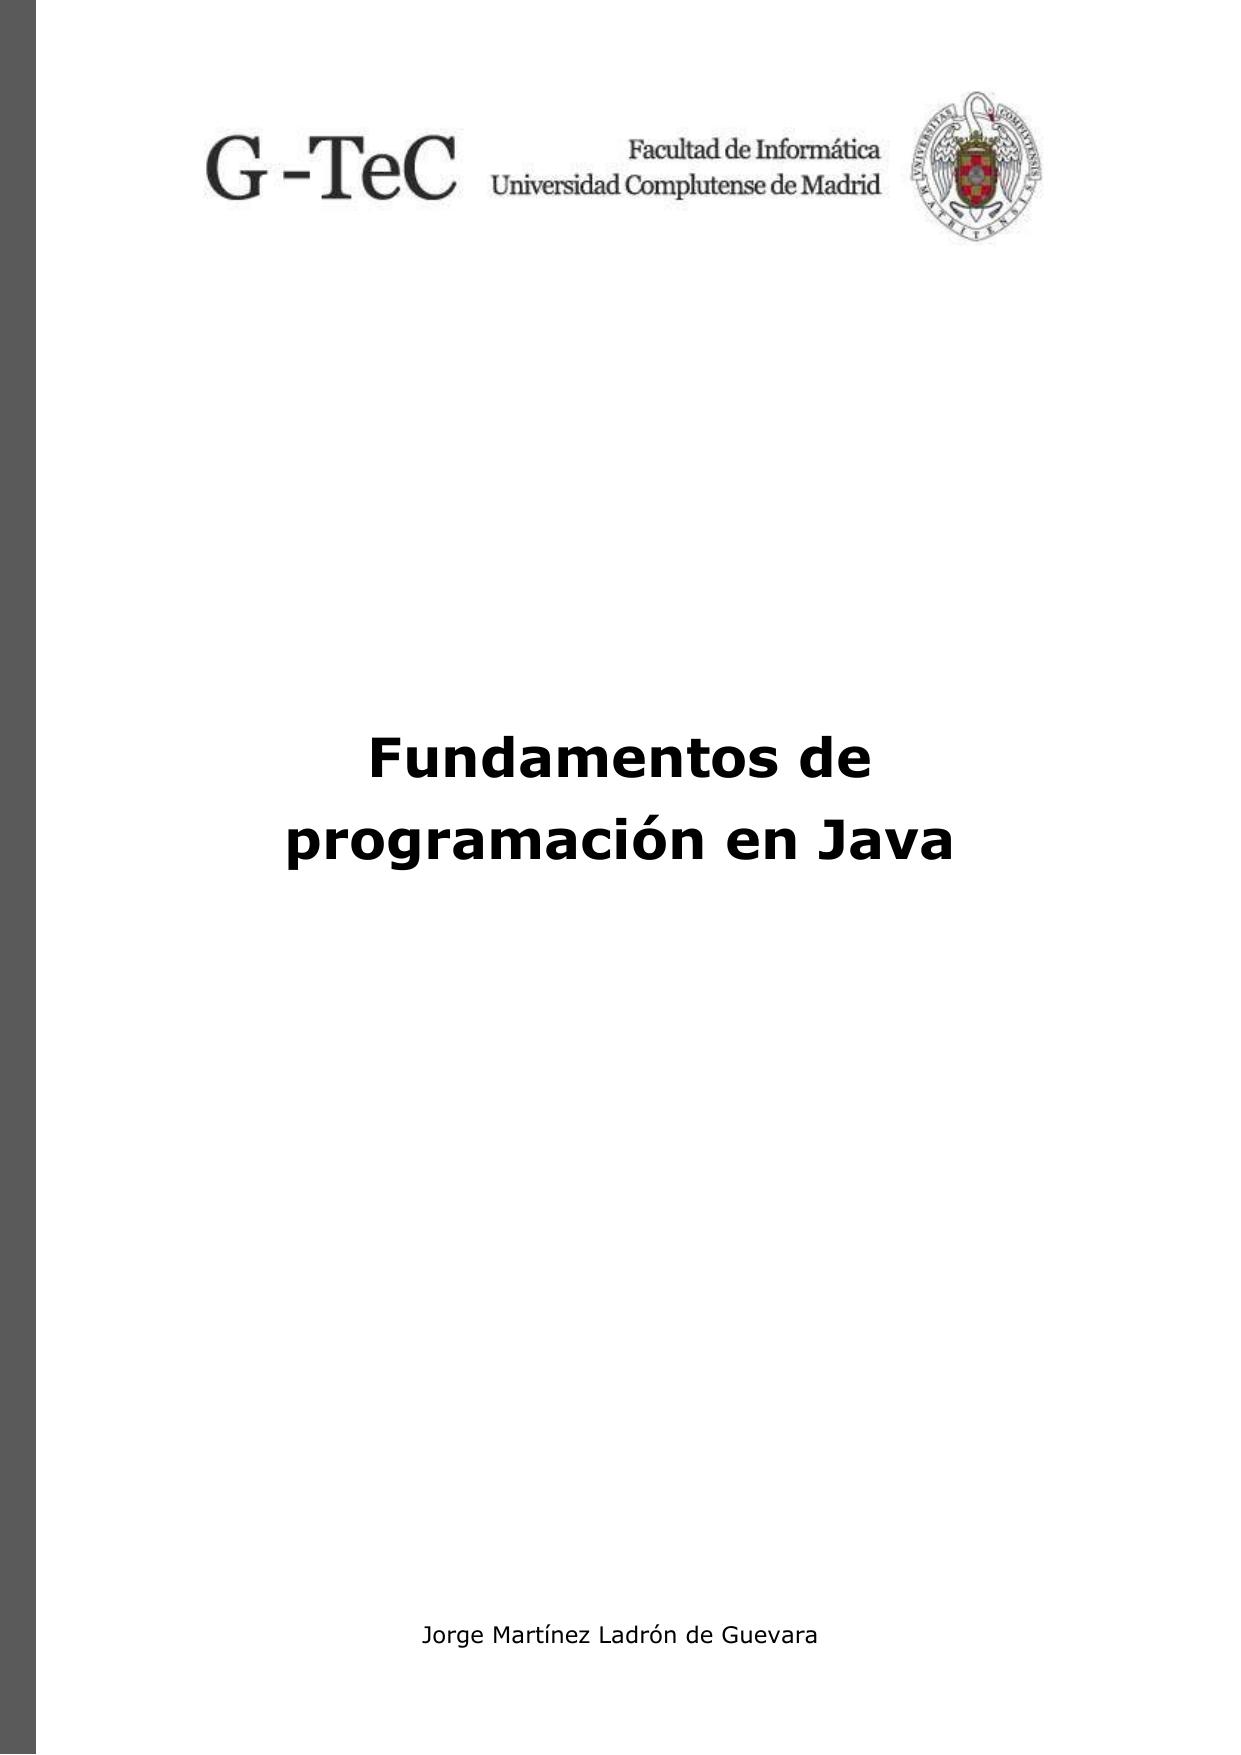 G-TeC
Facultad de Informática
Universidad Complutense de Madrid
UNIVERSITAS COMPLUTENSIS
MATRITENSIS
Fundamentos de
programación en Java
Jorge Martínez Ladrón de Guevara